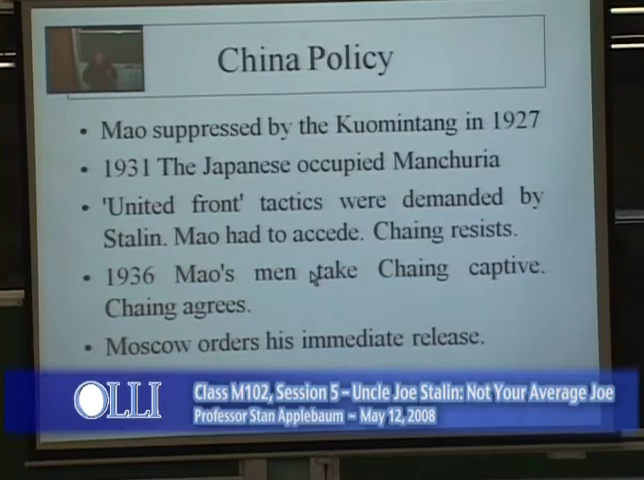 China Policy
• Mao suppressed by the Kuomintang in 1927
• 1931 The Japanese occupied Manchuria
• 'United front' tactics were demanded by
Stalin. Mao had to accede. Chaing resists.
• 1936 Mao's men take Chaing captive.
Chaing agrees.
• Moscow orders his immediate release.
OLLI
Class M102, Session 5 – Uncle Joe Stalin: Not Your Average Joe
Professor Stan Applebaum – May 12, 2008